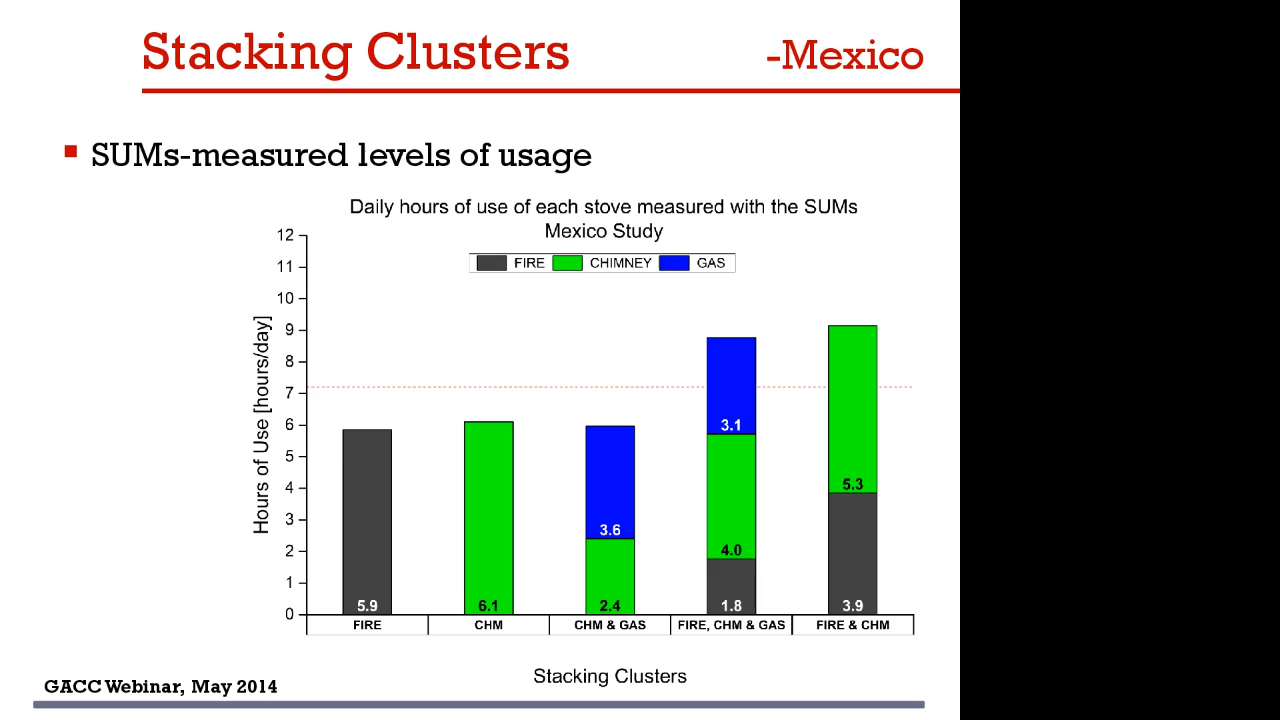 Stacking Clusters -Mexico
SUMs-measured levels of usage
Daily hours of use of each stove measured with the SUMs
Mexico Study
FIRE CHIMNEY GAS
Hours of Use [hours/day]
12
11
10
9
8
7
6
5
4
3
2
1
0
5.9
6.1
3.6
2.4
3.1
4.0
1.8
5.3
3.9
FIRE CHM CHM & GAS FIRE, CHM & GAS FIRE & CHM
Stacking Clusters
GACC Webinar, May 2014